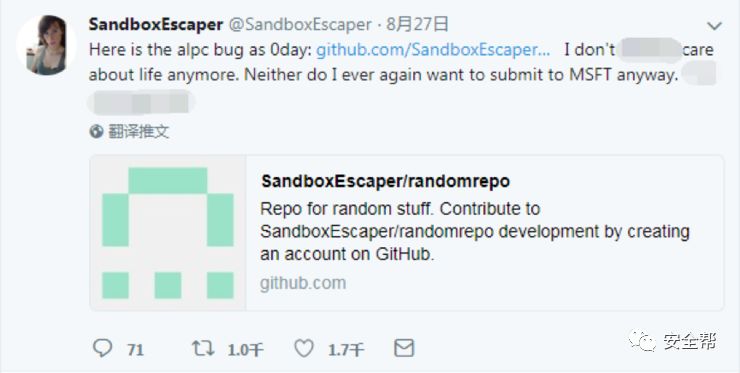 SandboxEscaper @SandboxEscaper · 8月27日
Here is the alpc bug as 0day: github.com/SandboxEscaper... I don't care
about life anymore. Neither do I ever again want to submit to MSFT anyway.
翻译推文
SandboxEscaper/randomrepo
Repo for random stuff. Contribute to
SandboxEscaper/randomrepo development by creating
an account on GitHub.
github.com
71 1.0千 1.7千
安全帮